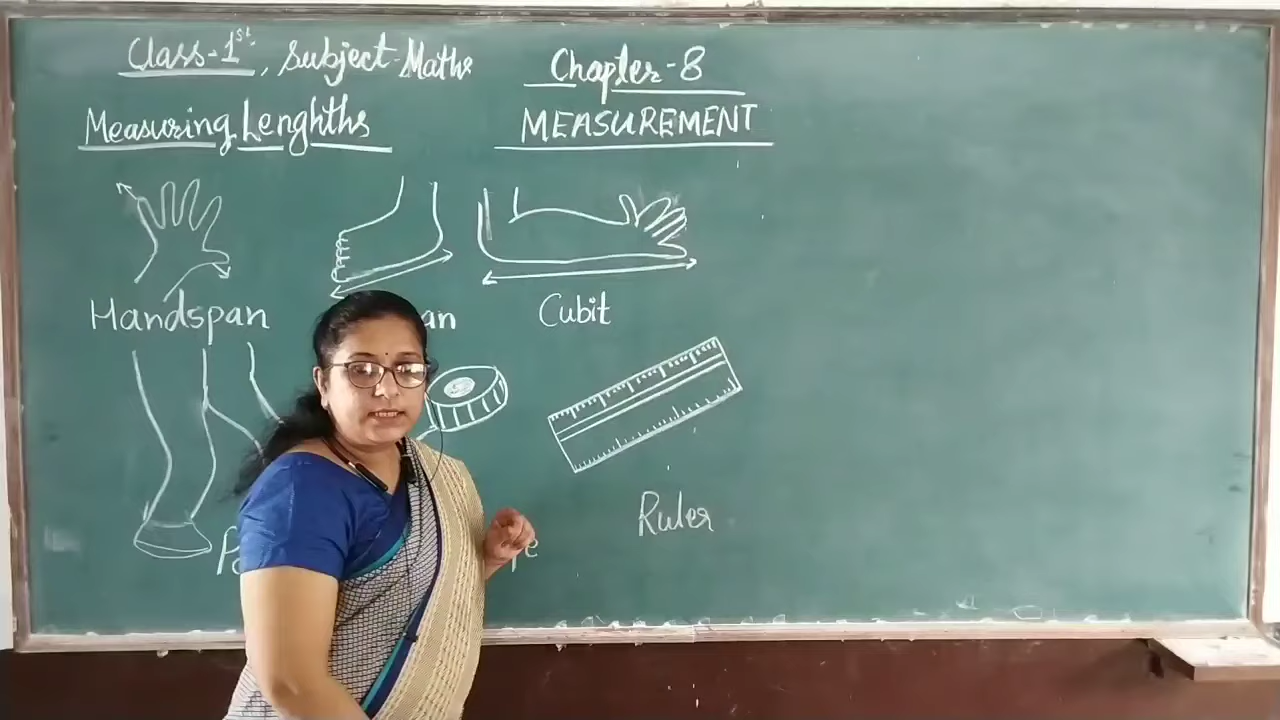 Class-1st, Subject-Maths
Chapter-8
Measuring Lenghths
MEASUREMENT
Handspan
Cubit
Ruler